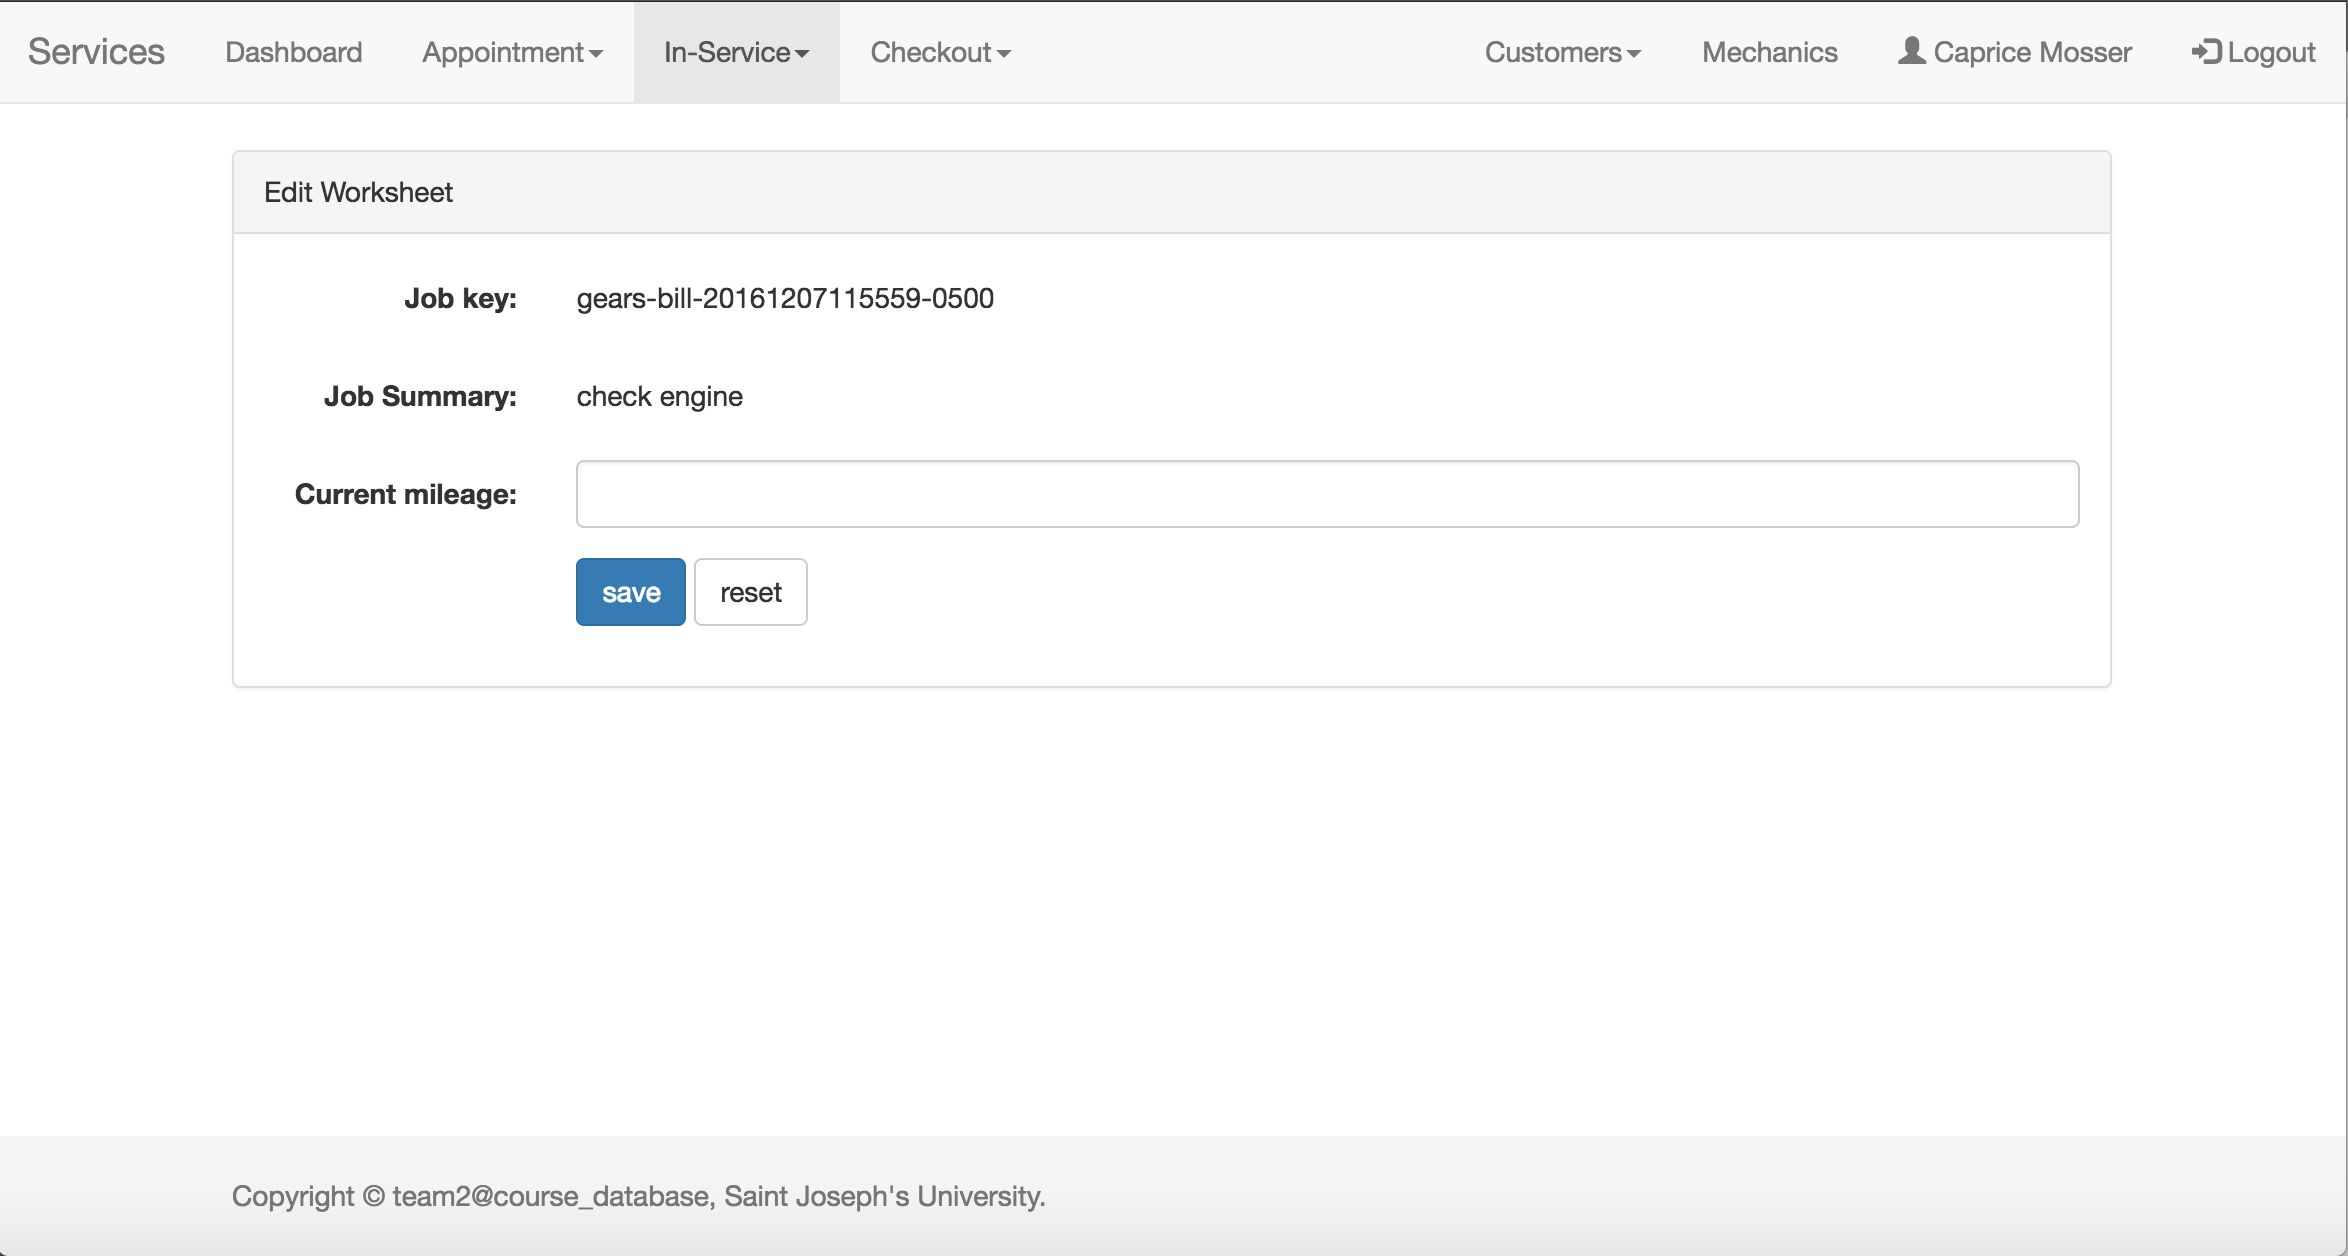 Services Dashboard Appointment In-Service Checkout Customers Mechanics Caprice Mosser Logout
Edit Worksheet
Job key: gears-bill-20161207115559-0500
Job Summary: check engine
Current mileage:
save reset
Copyright © team2@course_database, Saint Joseph's University.